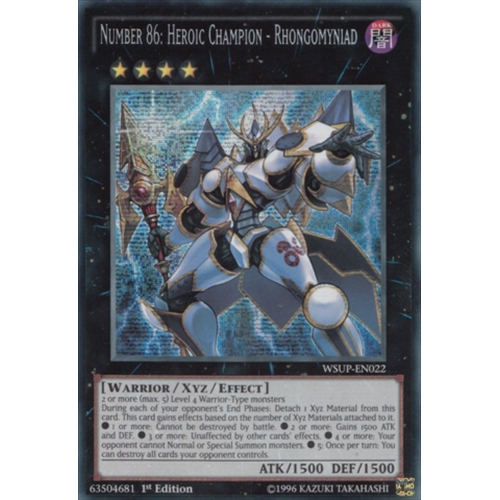 Number 86: Heroic Champion - Rhongomyniad
DARK
闇
86
WSUP-EN022
[Warrior / Xyz / Effect]
2 or more (max. 5) Level 4 Warrior-Type monsters
During each of your opponent's End Phases: Detach 1 Xyz Material from this card. This card gains effects based on the number of Xyz Materials attached to it.
● 1 or more: Cannot be destroyed by battle. ● 2 or more: Gains 1500 ATK
and DEF. ● 3 or more: Unaffected by other cards' effects. ● 4 or more: Your
opponent cannot Normal or Special Summon monsters. ● 5: Once per turn: You
can destroy all cards your opponent controls.
ATK/1500 DEF/1500
63504681 1st Edition ©1996 KAZUKI TAKAHASHI